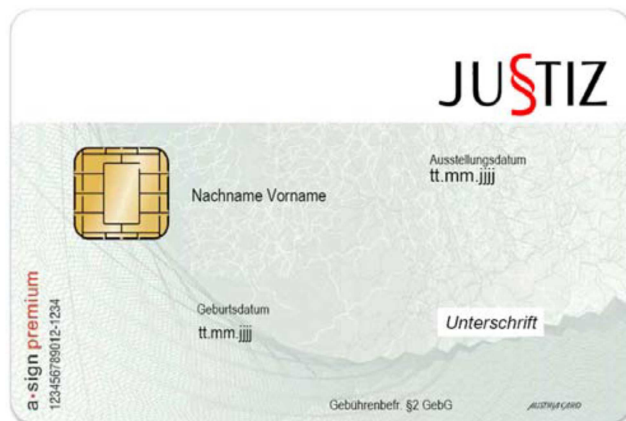 JU§TIZ
Ausstellungsdatum
tt.mm.jjjj
Nachname Vorname
Geburtsdatum
tt.mm.jjjj
Unterschrift
a•sign premium
123456789012-1234
Gebührenbefr. §2 GebG
AUSTRIACARD